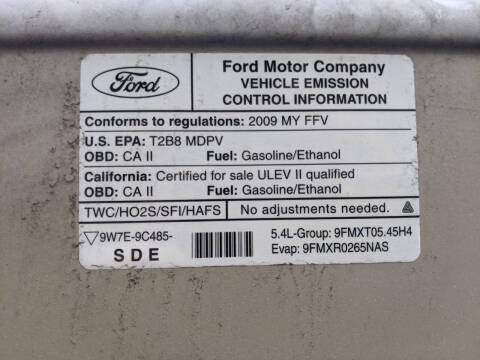 Ford
Ford Motor Company
VEHICLE EMISSION
CONTROL INFORMATION
Conforms to regulations: 2009 MY FFV
U.S. EPA: T2B8 MDPV
OBD: CA II Fuel: Gasoline/Ethanol
California: Certified for sale ULEV II qualified
OBD: CA II Fuel: Gasoline/Ethanol
TWC/HO2S/SFI/HAFS No adjustments needed.
9W7E-9C485- 5.4L-Group: 9FMXT05.45H4
SDE Evap: 9FMXR0265NAS